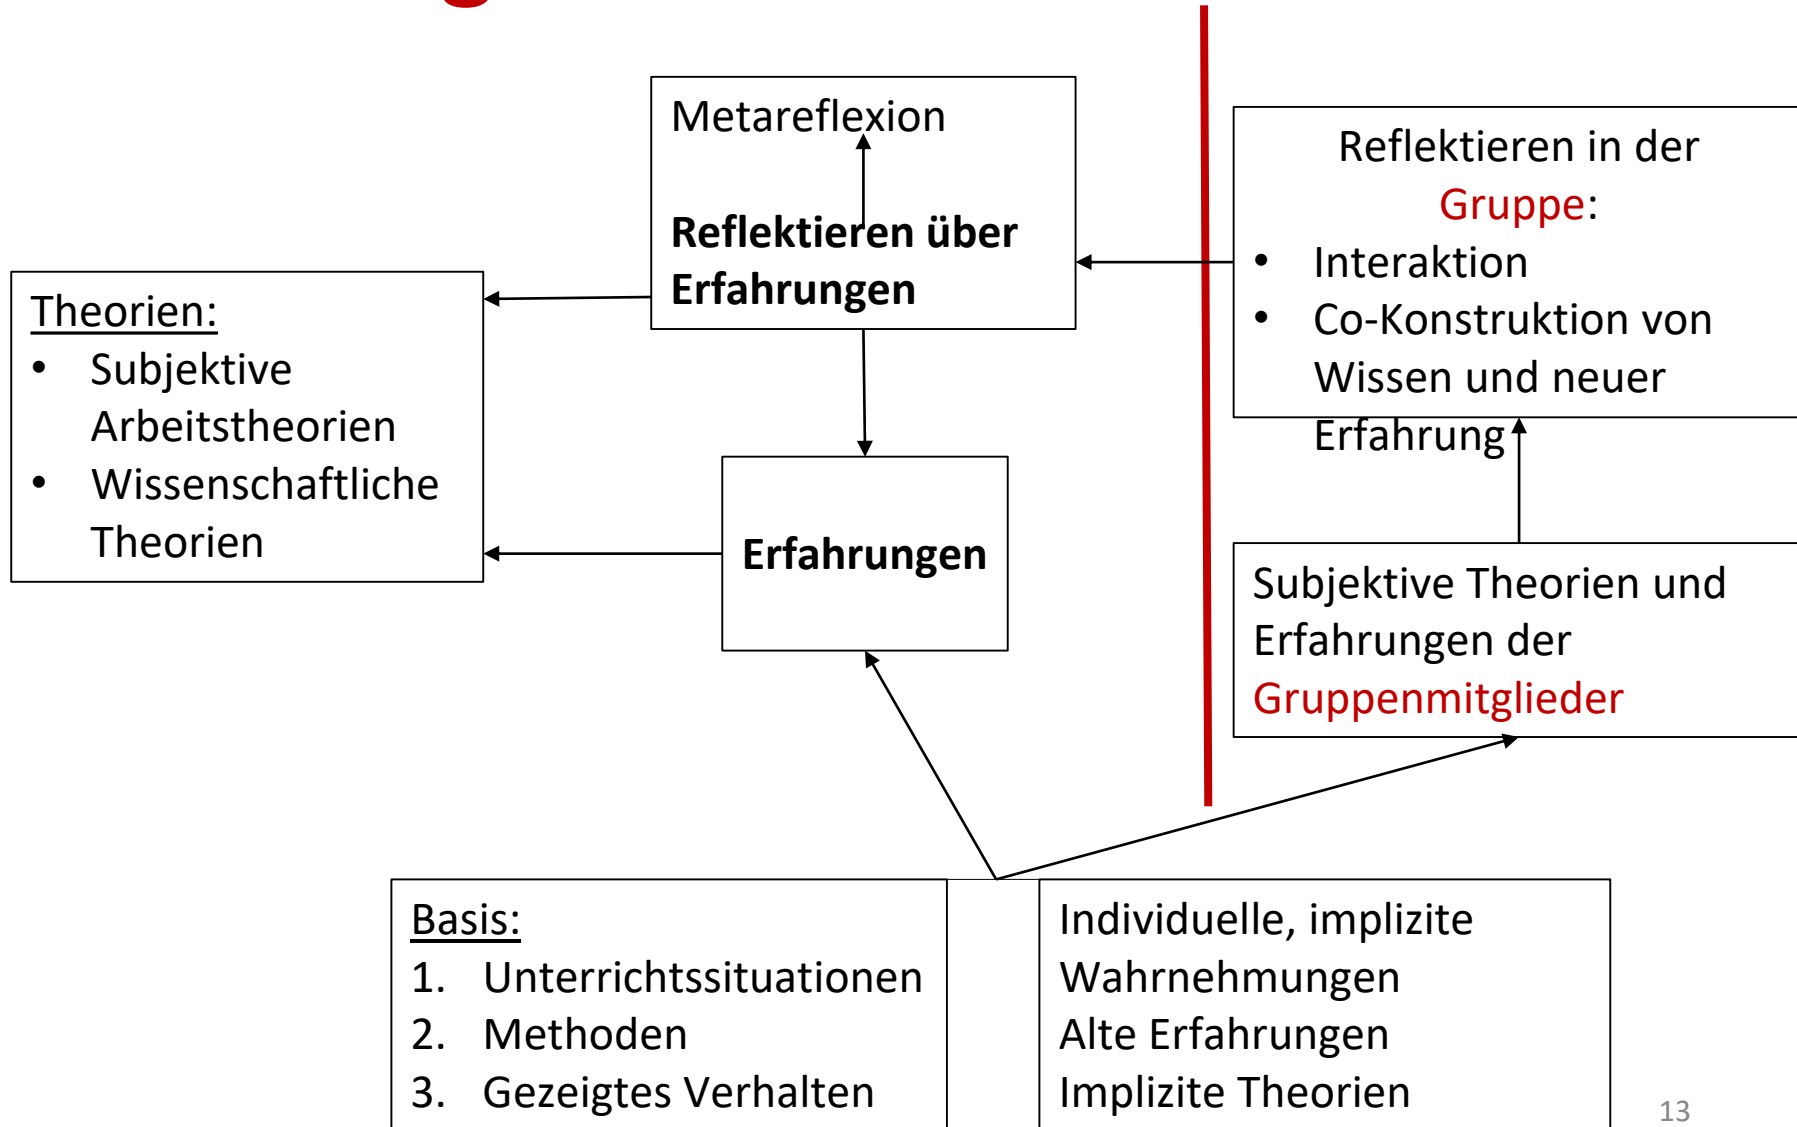 Metareflexion
Reflektieren über
Erfahrungen
Reflektieren in der
Gruppe:
• Interaktion
• Co-Konstruktion von
Wissen und neuer
Erfahrung
Theorien:
• Subjektive
Arbeitstheorien
• Wissenschaftliche
Theorien
Erfahrungen
Subjektive Theorien und
Erfahrungen der
Gruppenmitglieder
Basis:
1. Unterrichtssituationen
2. Methoden
3. Gezeigtes Verhalten
Individuelle, implizite
Wahrnehmungen
Alte Erfahrungen
Implizite Theorien
13